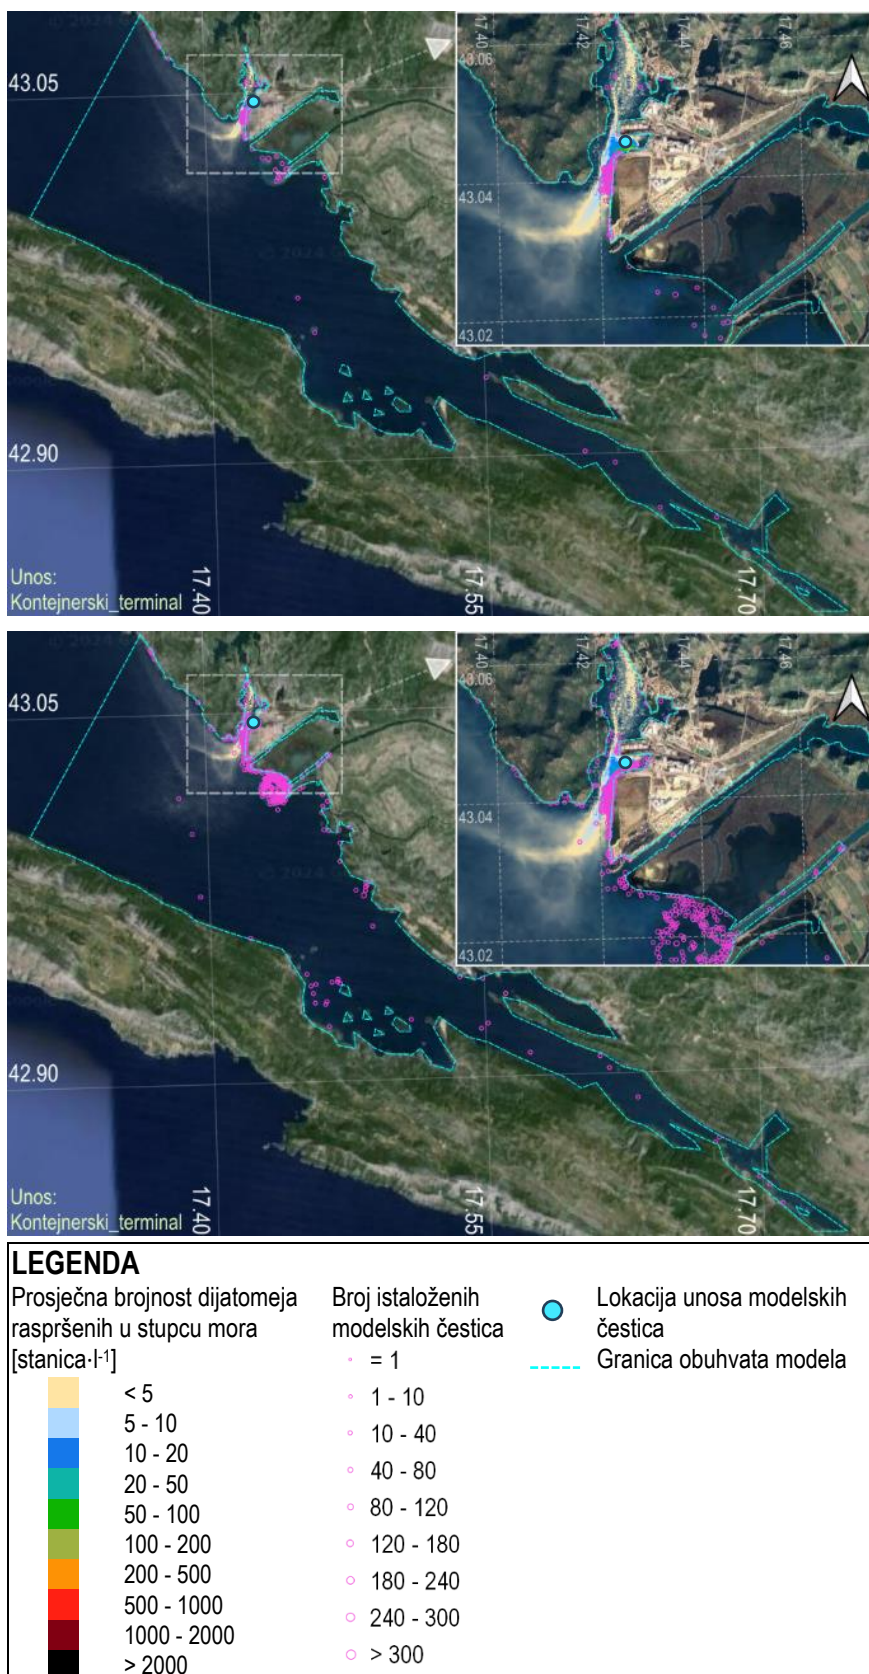 17.40
17.42
17.44
17.46
43.06
43.05
43.04
43.02
42.90
Unos:
Kontejnerski_terminal
17.40
17.55
17.70
17.40
17.42
17.44
17.46
43.06
43.05
43.04
43.02
42.90
Unos:
Kontejnerski_terminal
17.40
17.55
17.70
LEGENDA
Prosječna brojnost dijatomeja
raspršenih u stupcu mora
[stanica·l-1]
< 5
5 - 10
10 - 20
20 - 50
50 - 100
100 - 200
200 - 500
500 - 1000
1000 - 2000
> 2000
Broj istaloženih
modelskih čestica
= 1
1 - 10
10 - 40
40 - 80
80 - 120
120 - 180
180 - 240
240 - 300
> 300
Lokacija unosa modelskih
čestica
Granica obuhvata modela